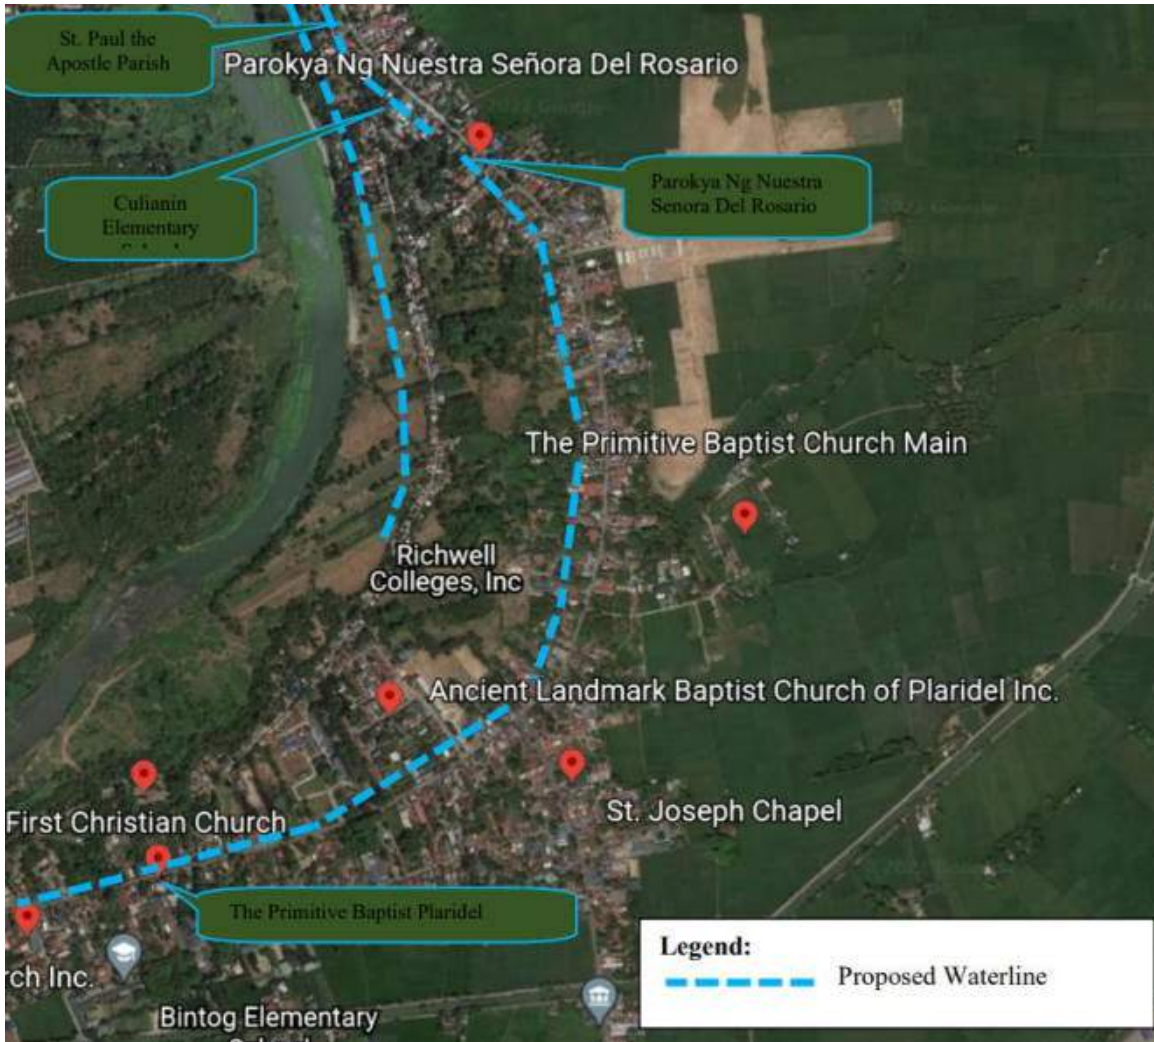 St. Paul the
Apostle Parish
Parokya Ng Nuestra Señora Del Rosario
Culianin
Elementary
Parokya Ng Nuestra
Senora Del Rosario
The Primitive Baptist Church Main
Richwell
Colleges, Inc
Ancient Landmark Baptist Church of Plaridel Inc.
St. Joseph Chapel
First Christian Church
The Primitive Baptist Plaridel
rch Inc.
Bintog Elementary
Legend:
Proposed Waterline